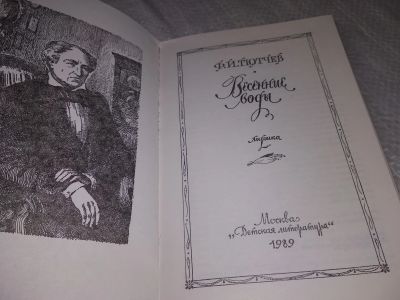 Ф.И.ТЮТЧЕВ
Весенние
воды
лирика
Москва
„Детская литература“
1989